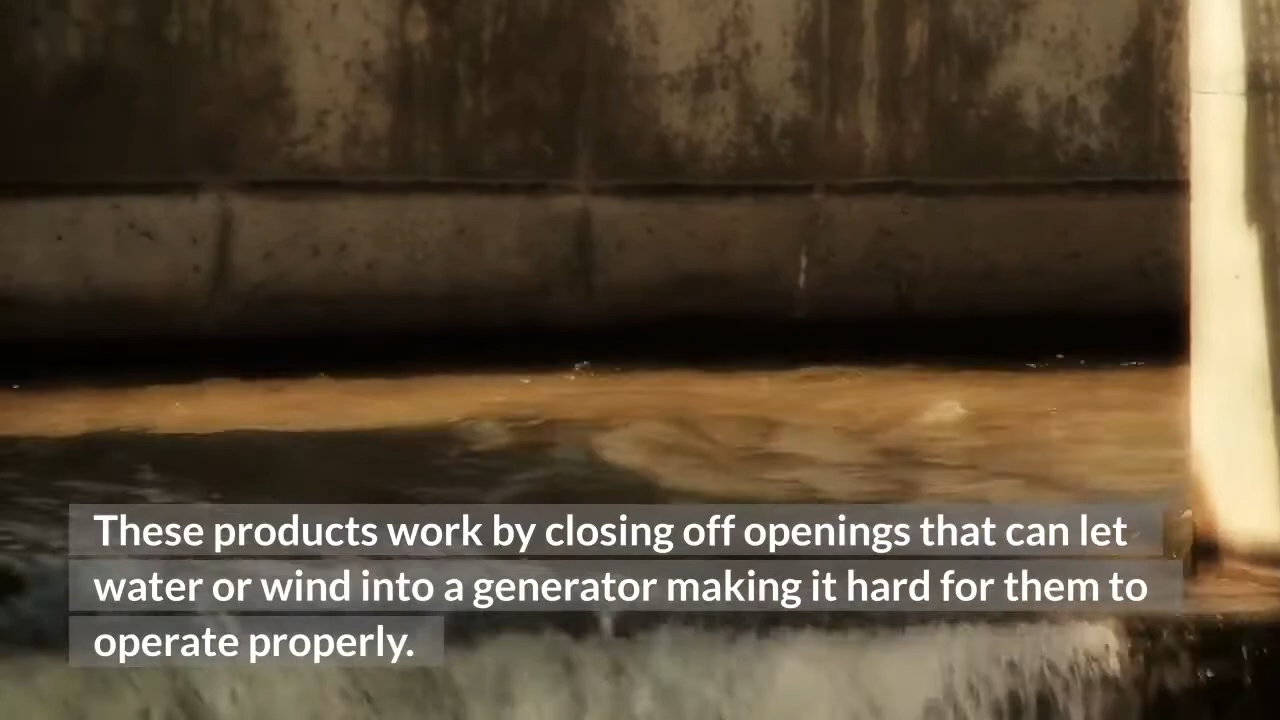 These products work by closing off openings that can let
water or wind into a generator making it hard for them to
operate properly.